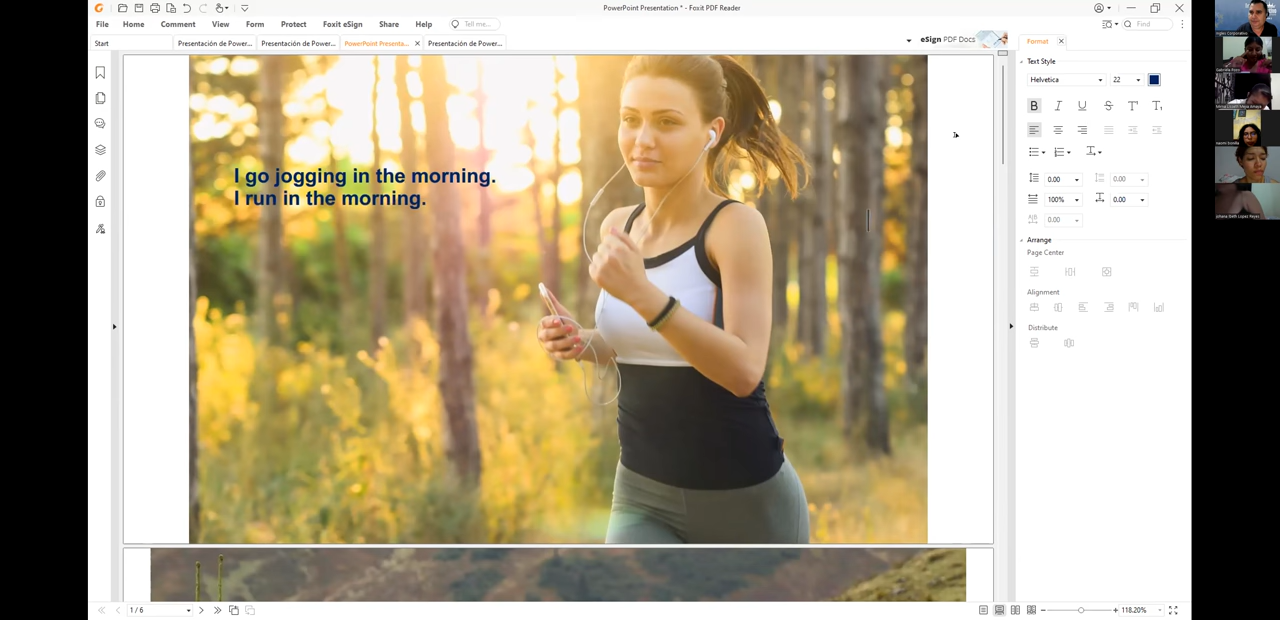 PowerPoint Presentation * - Foxit PDF Reader
File Home Comment View Form Protect Foxit eSign Share Help Tell me... Find
Start Presentación de Power... Presentación de Power... PowerPoint Presenta... Presentación de Power... eSign PDF Docs
Format
Text Style
Helvetica 22
0.00 0.00
100% 0.00
0.00
Arrange
Page Center
Alignment
Distribute
I go jogging in the morning.
I run in the morning.
1 / 6 118.20%